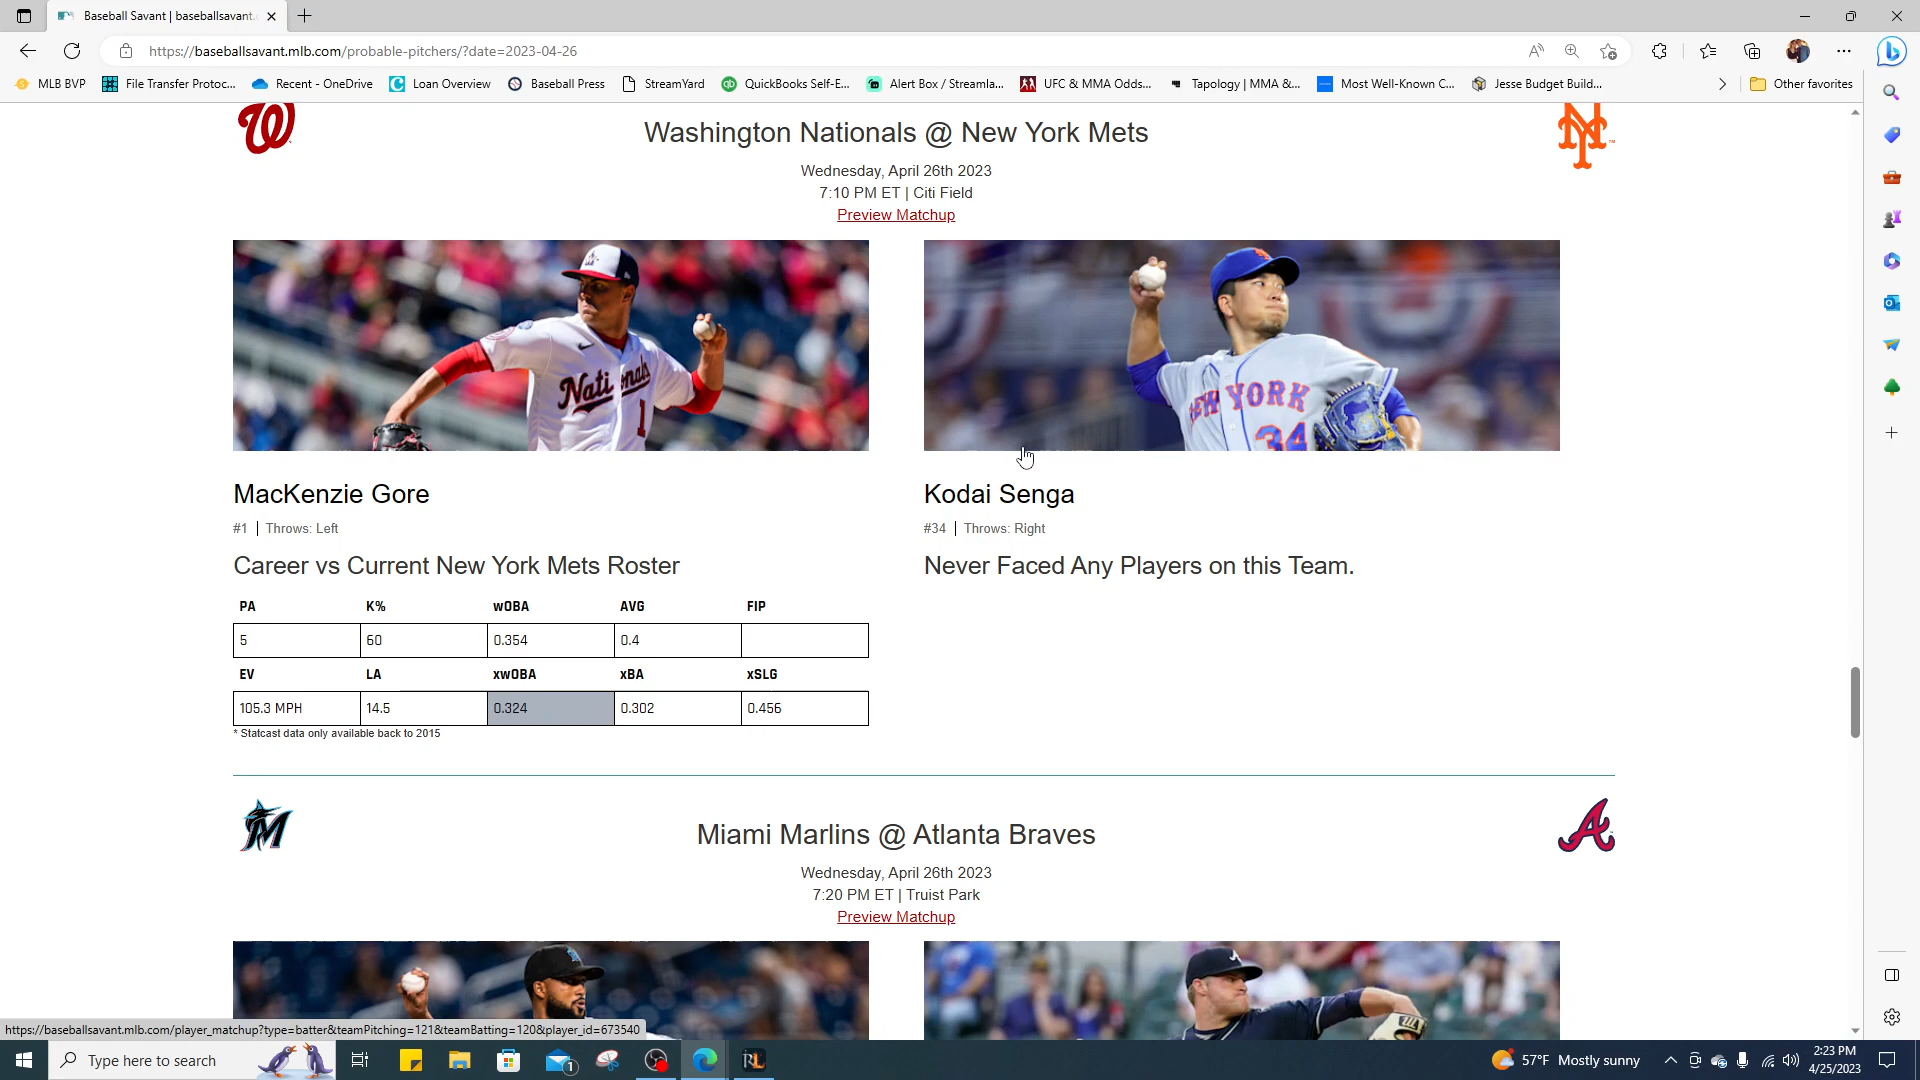 Baseball Savant | baseballsavant.
https://baseballsavant.mlb.com/probable-pitchers/?date=2023-04-26
MLB BVP File Transfer Protoc... Recent - OneDrive Loan Overview Baseball Press StreamYard QuickBooks Self-E... Alert Box / Streamla... UFC & MMA Odds... Tapology | MMA &... Most Well-Known C... Jesse Budget Build... Other favorites
Washington Nationals @ New York Mets
Wednesday, April 26th 2023
7:10 PM ET | Citi Field
Preview Matchup
Nationals
1
NEW YORK
34
MacKenzie Gore
#1 | Throws: Left
Career vs Current New York Mets Roster
PA K% wOBA AVG FIP
5 60 0.354 0.4
EV LA xwOBA xBA xSLG
105.3 MPH 14.5 0.324 0.302 0.456
* Statcast data only available back to 2015
Kodai Senga
#34 | Throws: Right
Never Faced Any Players on this Team.
Miami Marlins @ Atlanta Braves
Wednesday, April 26th 2023
7:20 PM ET | Truist Park
Preview Matchup
https://baseballsavant.mlb.com/player_matchup?type=batter&teamPitching=121&teamBatting=120&player_id=673540
Type here to search
1
RL
57°F Mostly sunny
2:23 PM
4/25/2023